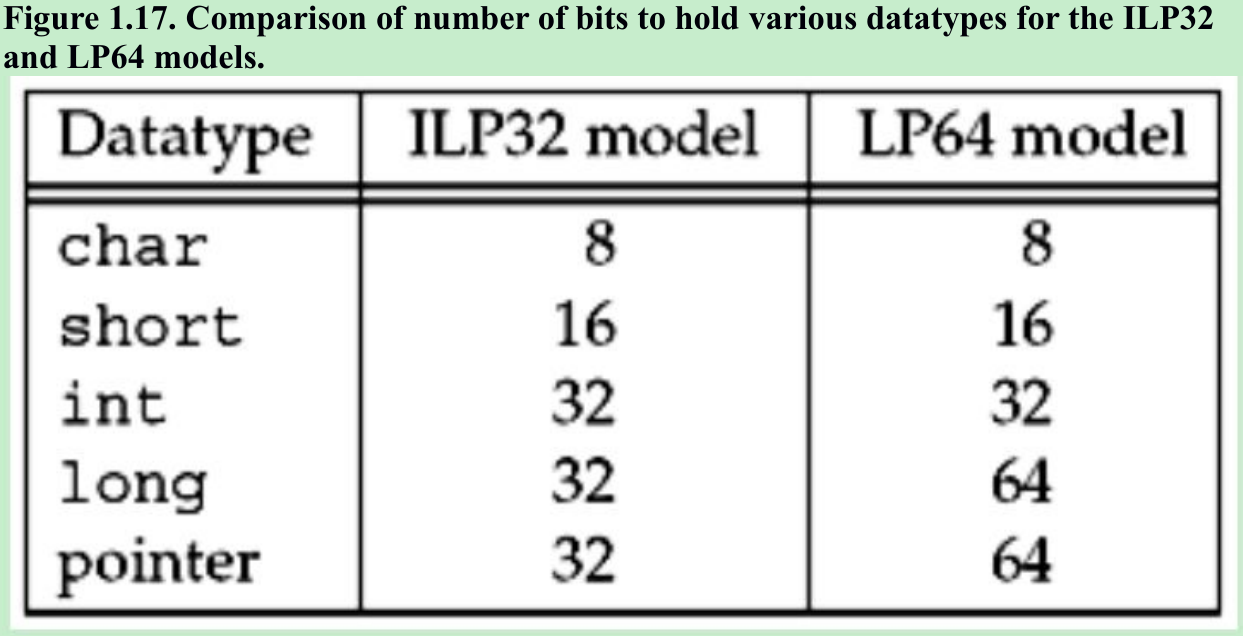 Figure 1.17. Comparison of number of bits to hold various datatypes for the ILP32
and LP64 models.
Datatype ILP32 model LP64 model
char 8 8
short 16 16
int 32 32
long 32 64
pointer 32 64